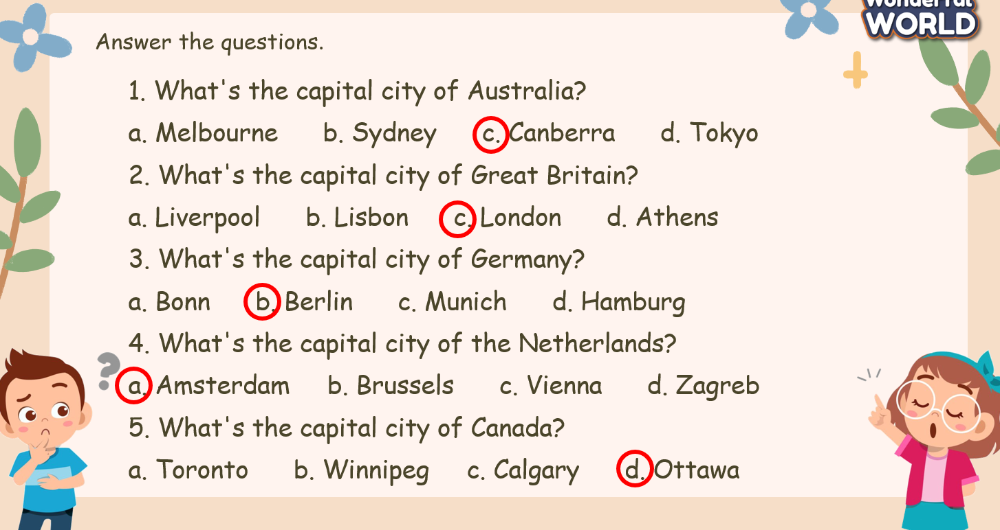 Wonderful
WORLD
Answer the questions.
1. What's the capital city of Australia?
a. Melbourne b. Sydney c. Canberra d. Tokyo
2. What's the capital city of Great Britain?
a. Liverpool b. Lisbon c. London d. Athens
3. What's the capital city of Germany?
a. Bonn b. Berlin c. Munich d. Hamburg
4. What's the capital city of the Netherlands?
?
a. Amsterdam b. Brussels c. Vienna d. Zagreb
5. What's the capital city of Canada?
a. Toronto b. Winnipeg c. Calgary d. Ottawa